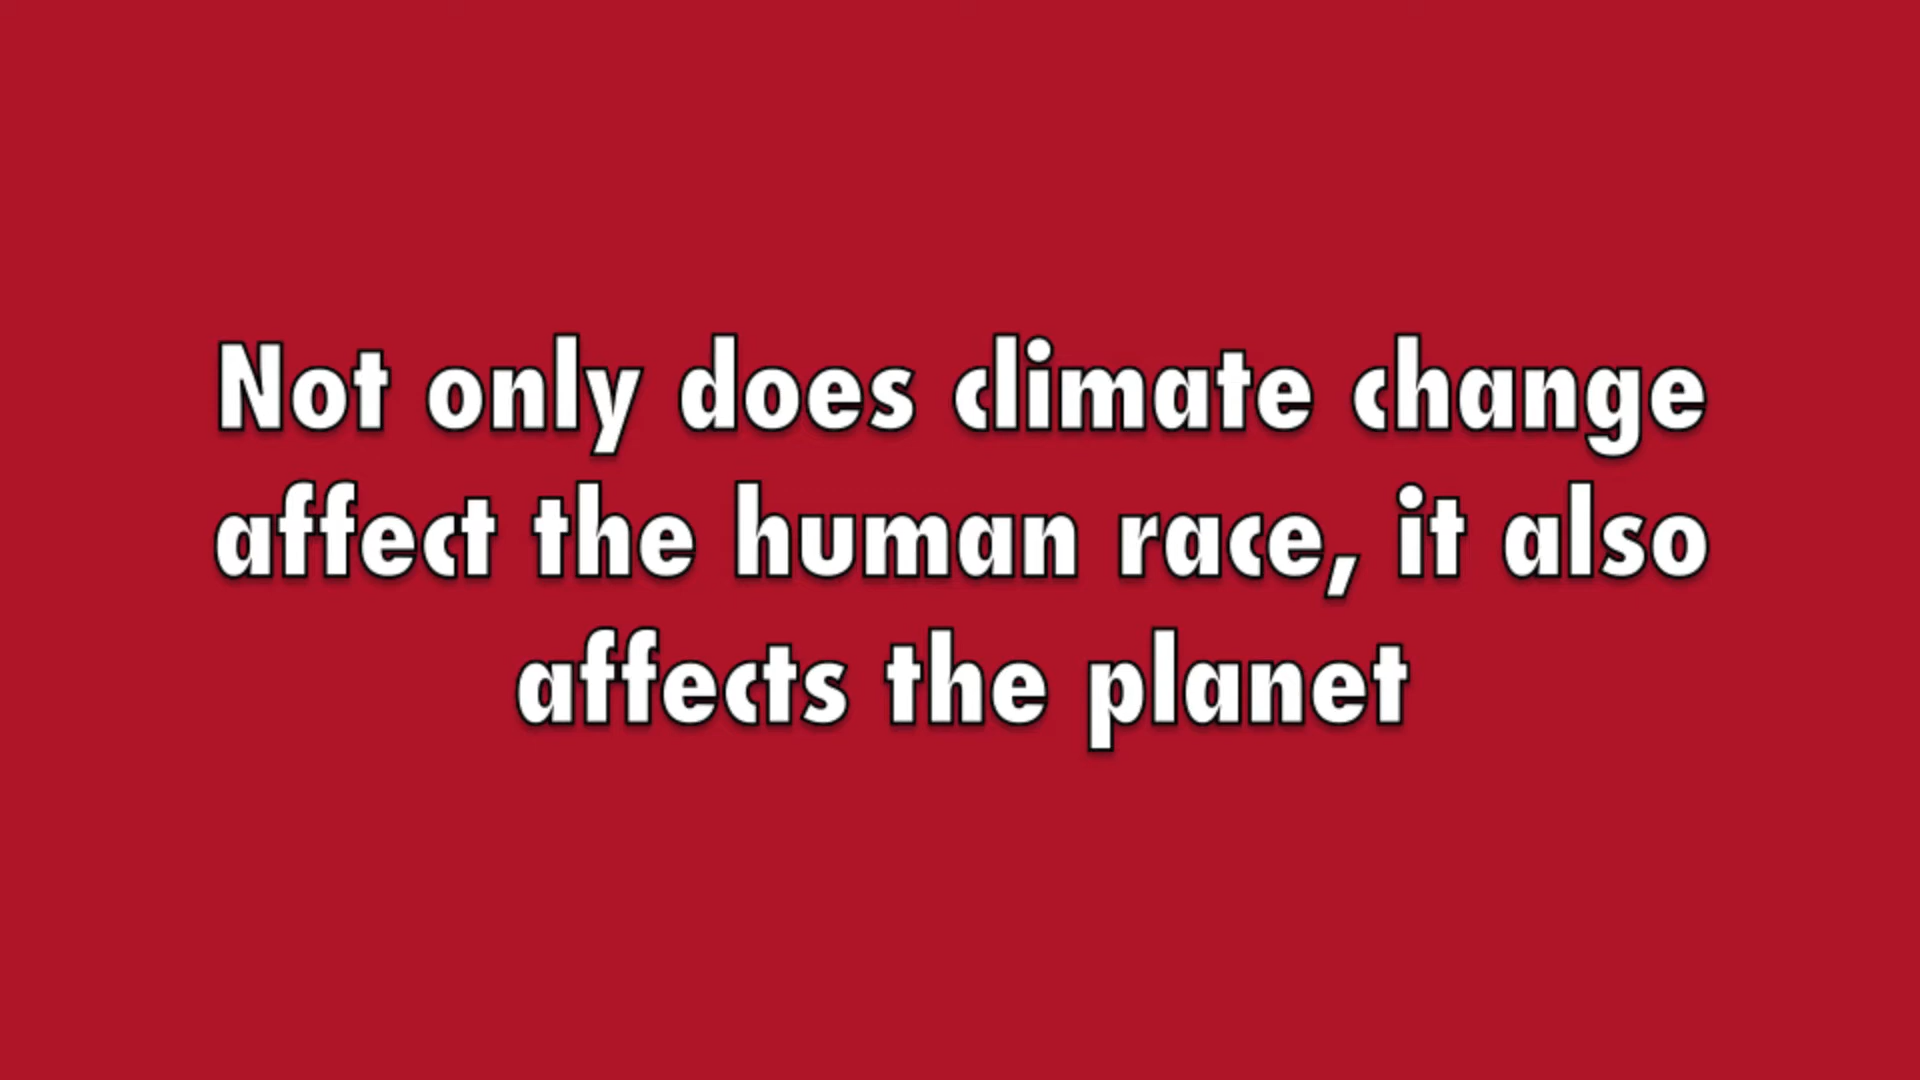 Not only does climate change
affect the human race, it also
affects the planet